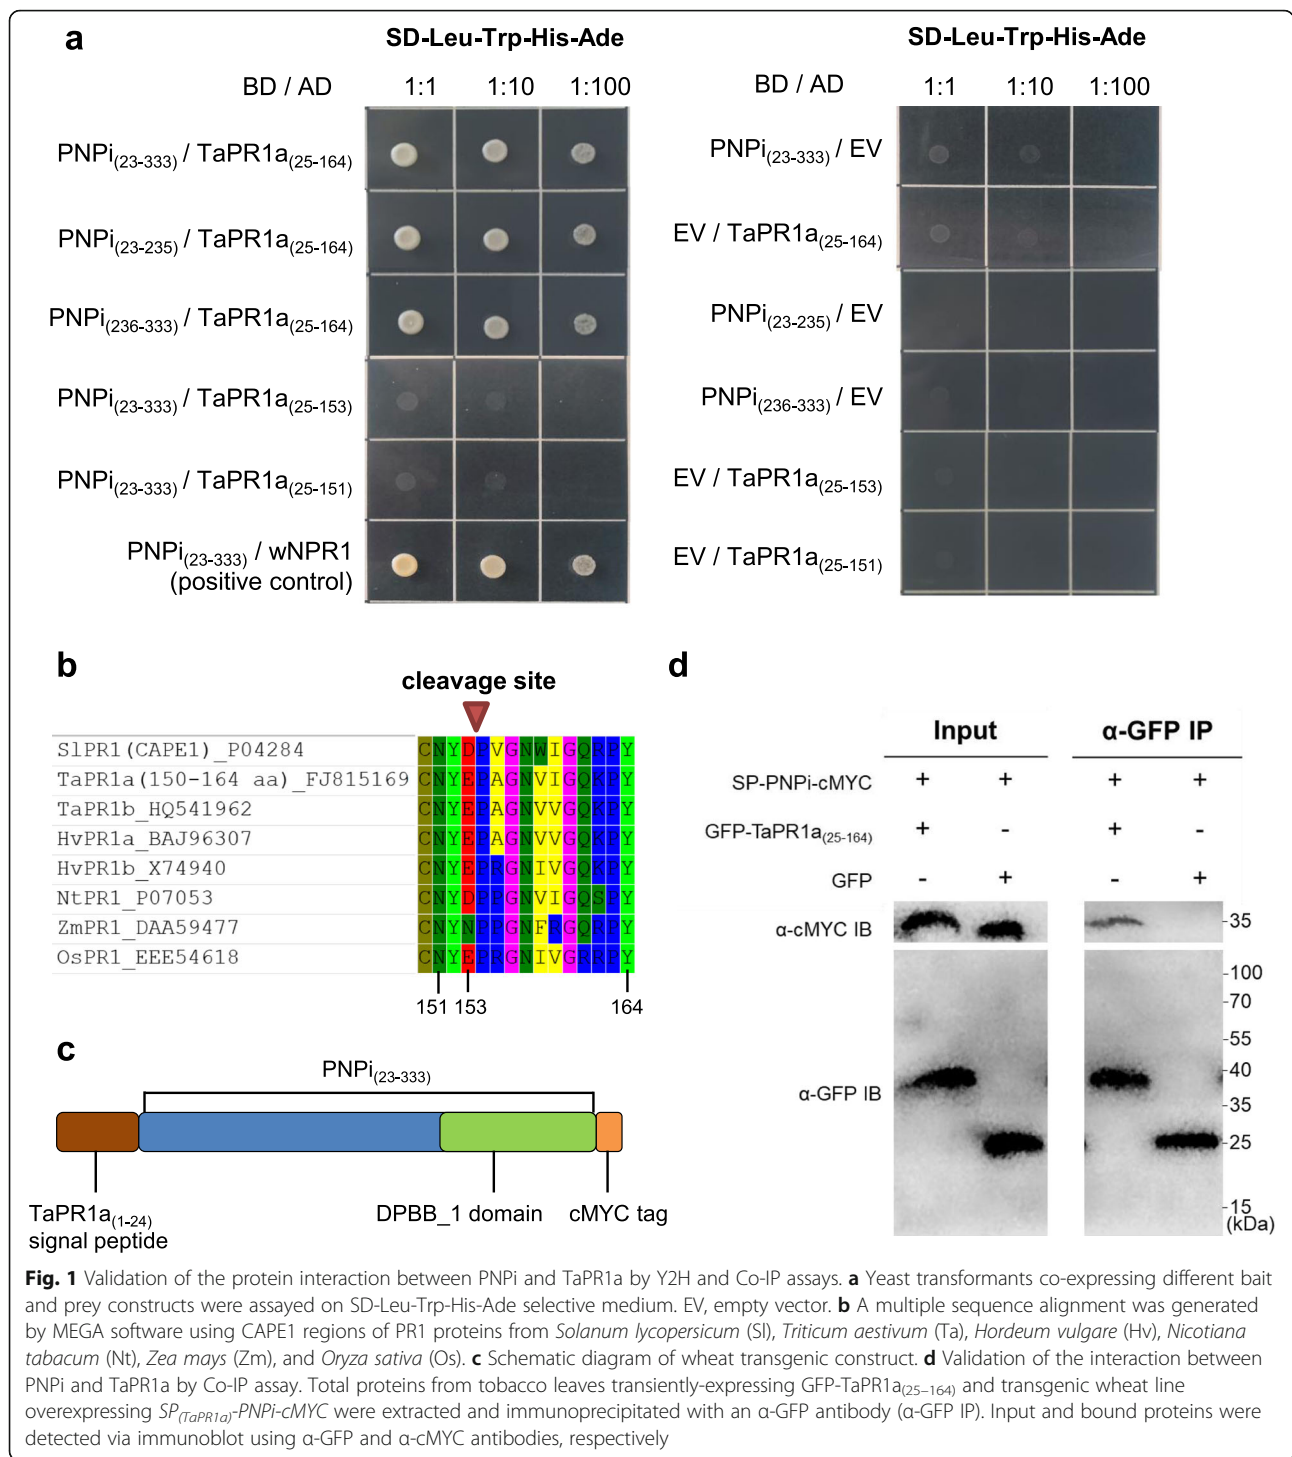 a
SD-Leu-Trp-His-Ade
BD / AD 1:1 1:10 1:100
PNPi(23-333) / TaPR1a(25-164)
PNPi(23-235) / TaPR1a(25-164)
PNPi(236-333) / TaPR1a(25-164)
PNPi(23-333) / TaPR1a(25-153)
PNPi(23-333) / TaPR1a(25-151)
PNPi(23-333) / wNPR1
(positive control)
SD-Leu-Trp-His-Ade
BD / AD 1:1 1:10 1:100
PNPi(23-333) / EV
EV / TaPR1a(25-164)
PNPi(23-235) / EV
PNPi(236-333) / EV
EV / TaPR1a(25-153)
EV / TaPR1a(25-151)
b
cleavage site
SlPR1(CAPE1)_P04284 CNYDPVGNWIGQRPY
TaPR1a(150-164 aa)_FJ815169 CNYEPAGNVIGQKPY
TaPR1b_HQ541962 CNYEPAGNVVGQKPY
HvPR1a_BAJ96307 CNYEPAGNVVGQKPY
HvPR1b_X74940 CNYEPRGNIVGQKPY
NtPR1_P07053 CNYDPPGNVIGQSPY
ZmPR1_DAA59477 CNYNPPGNFRGQRPY
OsPR1_EEE54618 CNYEPRGNIVGRRPY
151 153 164
c
PNPi(23-333)
TaPR1a(1-24)
signal peptide
DPBB_1 domain
cMYC tag
d
Input α-GFP IP
SP-PNPi-cMYC + + + +
GFP-TaPR1a(25-164) + - + -
GFP - + - +
α-cMYC IB
-35
α-GFP IB
-100
-70
-55
-40
-35
-25
-15
(kDa)
Fig. 1 Validation of the protein interaction between PNPi and TaPR1a by Y2H and Co-IP assays. a Yeast transformants co-expressing different bait
and prey constructs were assayed on SD-Leu-Trp-His-Ade selective medium. EV, empty vector. b A multiple sequence alignment was generated
by MEGA software using CAPE1 regions of PR1 proteins from Solanum lycopersicum (Sl), Triticum aestivum (Ta), Hordeum vulgare (Hv), Nicotiana
tabacum (Nt), Zea mays (Zm), and Oryza sativa (Os). c Schematic diagram of wheat transgenic construct. d Validation of the interaction between
PNPi and TaPR1a by Co-IP assay. Total proteins from tobacco leaves transiently-expressing GFP-TaPR1a(25–164) and transgenic wheat line
overexpressing SP(TaPR1a)-PNPi-cMYC were extracted and immunoprecipitated with an α-GFP antibody (α-GFP IP). Input and bound proteins were
detected via immunoblot using α-GFP and α-cMYC antibodies, respectively